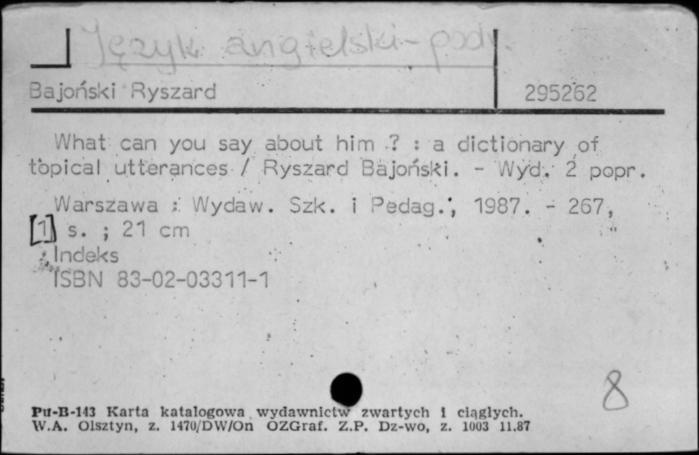 Język angielski - podr.
Bajoński Ryszard 295262
What can you say about him ? : a dictionary of
topical utterances / Ryszard Bajoński. - Wyd. 2 popr.
Warszawa : Wydaw. Szk. i Pedag., 1987. - 267,
[1] s. ; 21 cm
Indeks
ISBN 83-02-03311-1
8
Pu-B-143 Karta katalogowa wydawnictw zwartych i ciągłych.
W.A. Olsztyn, z. 1470/DW/On OZGraf. Z.P. Dz-wo, z. 1003 11.87